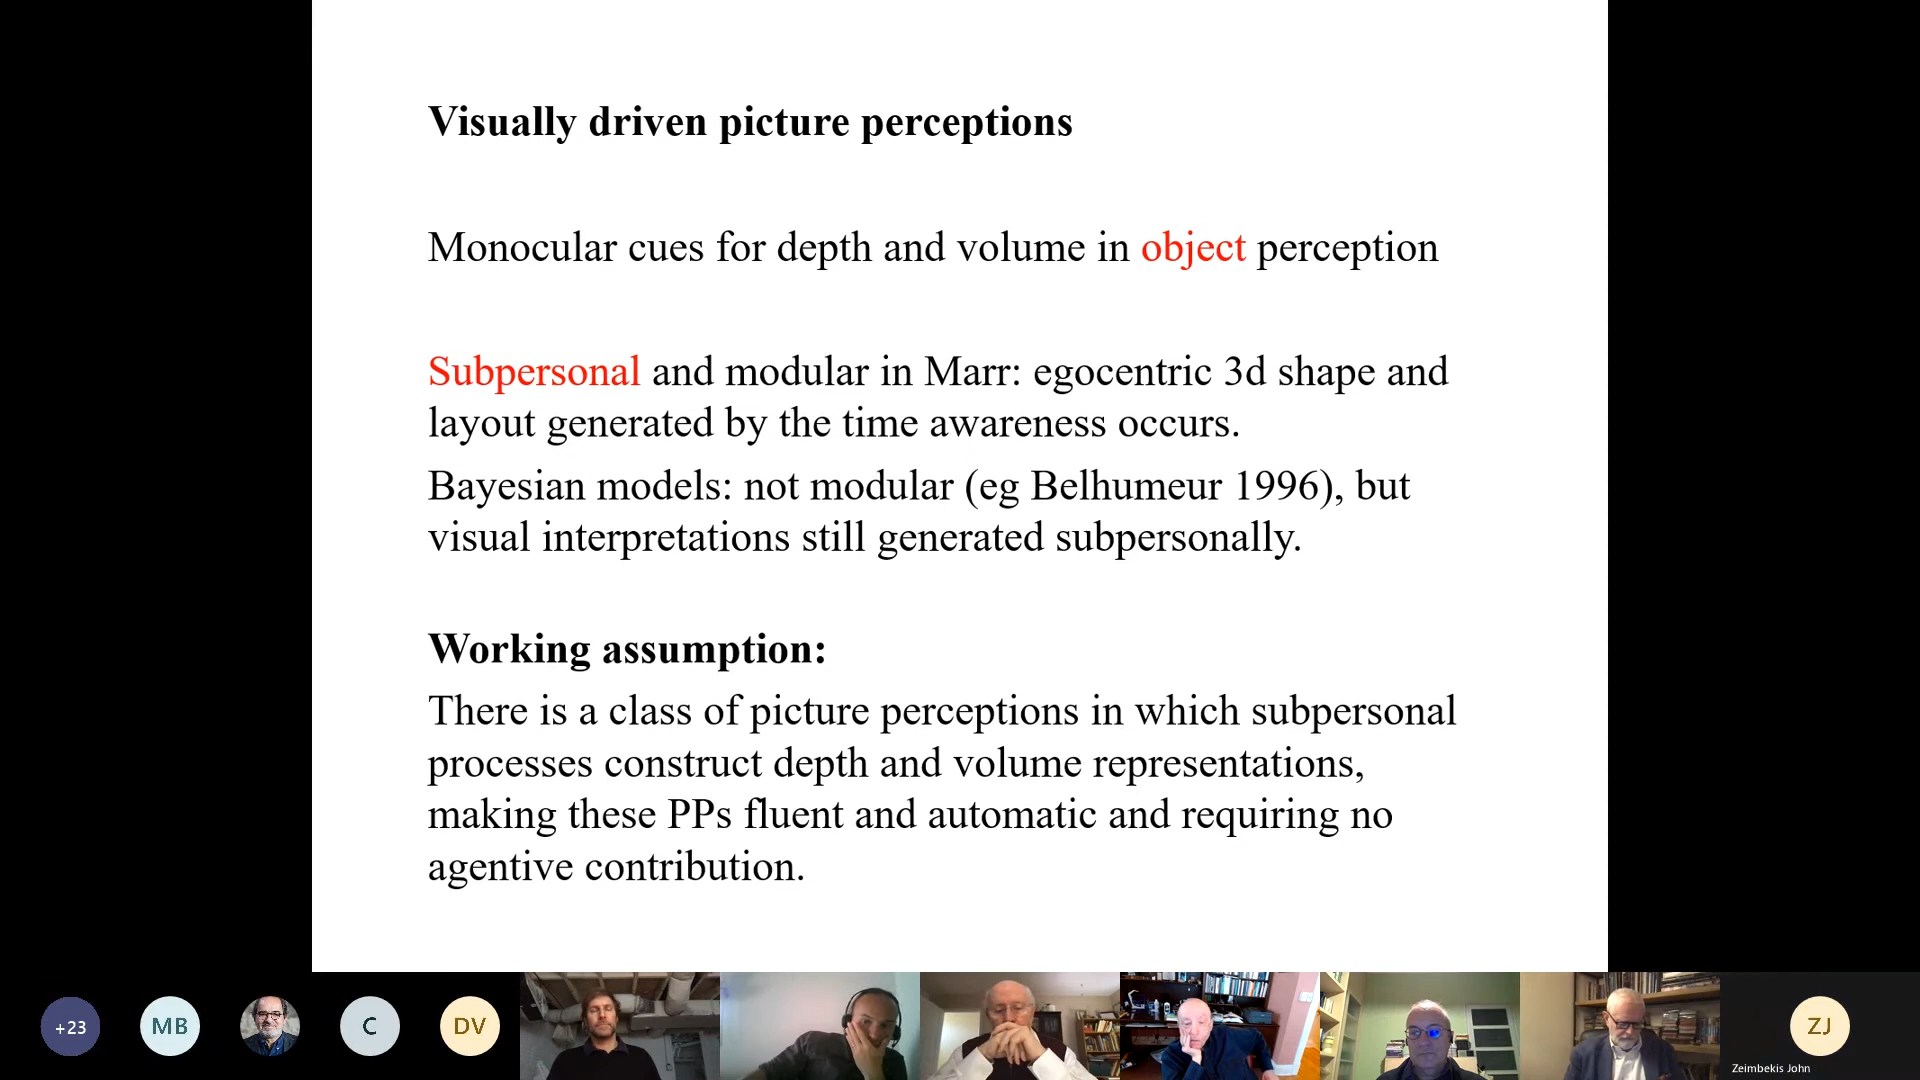 Visually driven picture perceptions
Monocular cues for depth and volume in object perception
Subpersonal and modular in Marr: egocentric 3d shape and
layout generated by the time awareness occurs.
Bayesian models: not modular (eg Belhumeur 1996), but
visual interpretations still generated subpersonally.
Working assumption:
There is a class of picture perceptions in which subpersonal
processes construct depth and volume representations,
making these PPs fluent and automatic and requiring no
agentive contribution.
+23
MB
C
DV
ZJ
Zeimbekis John